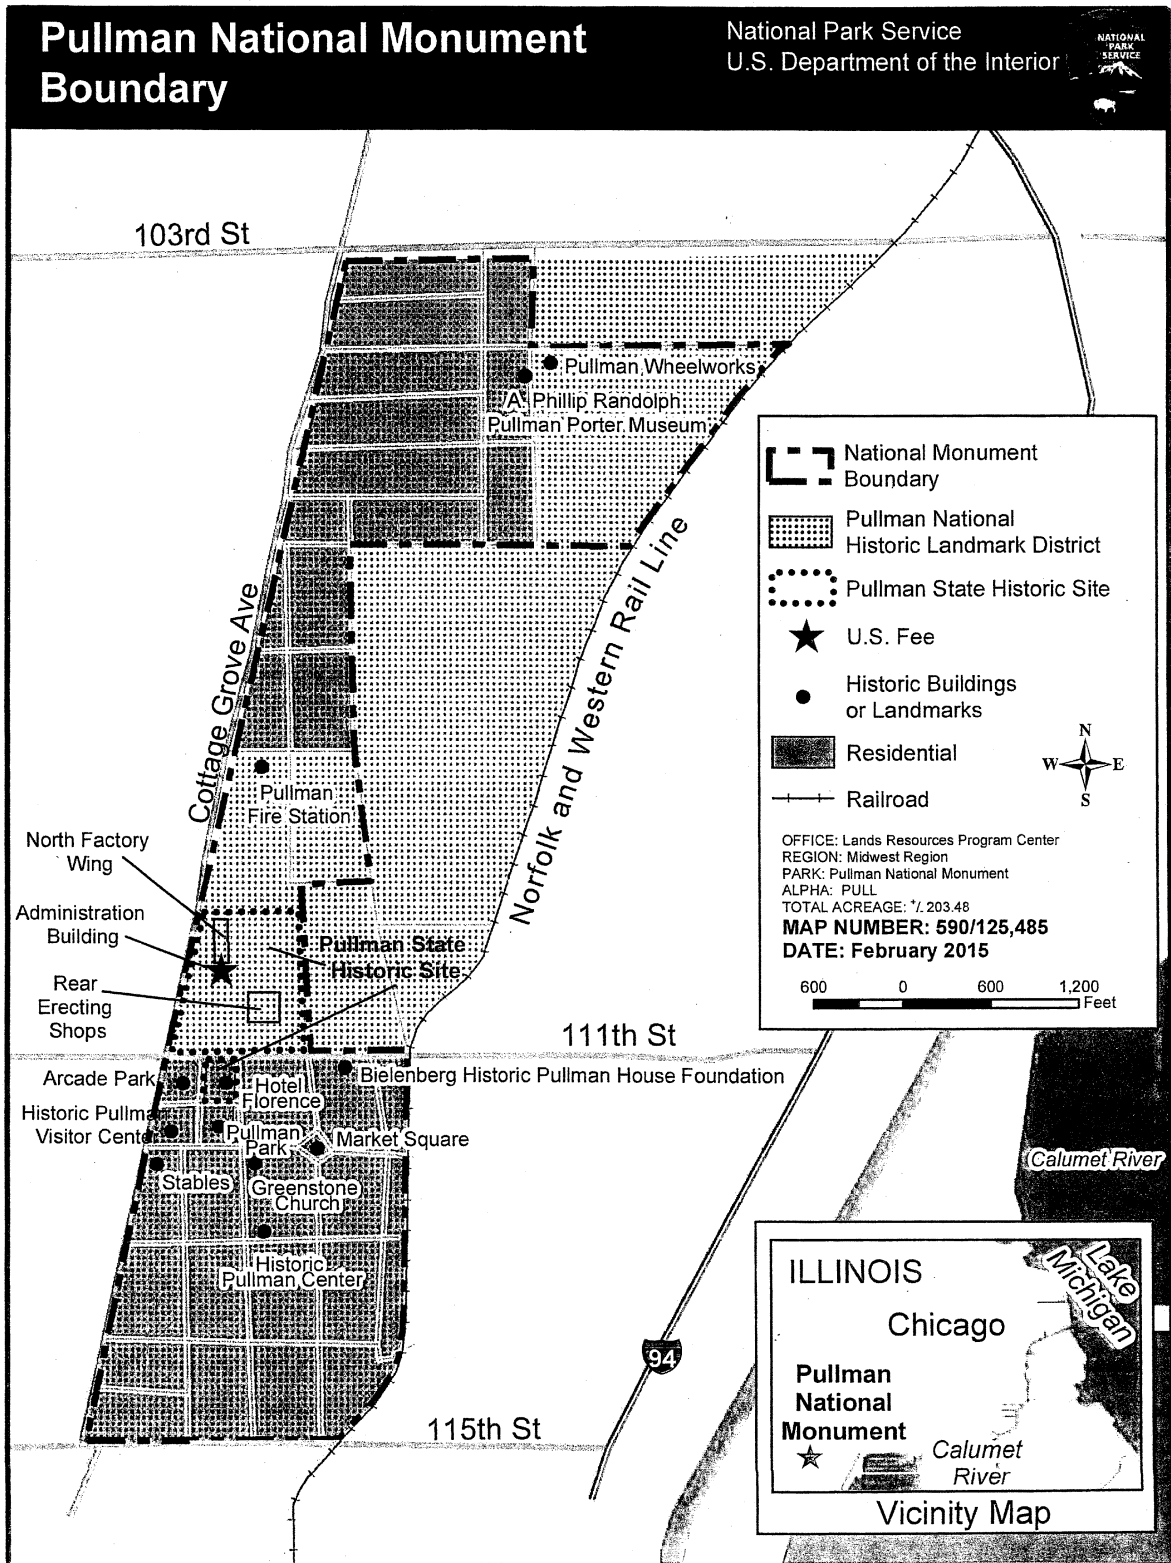 Pullman National Monument
Boundary
National Park Service
U.S. Department of the Interior
NATIONAL
PARK
SERVICE
103rd St
Pullman Wheelworks
A. Phillip Randolph
Pullman Porter Museum
National Monument
Boundary
Pullman National
Historic Landmark District
Pullman State Historic Site
U.S. Fee
Historic Buildings
or Landmarks
Residential
Railroad
N
W
E
S
OFFICE: Lands Resources Program Center
REGION: Midwest Region
PARK: Pullman National Monument
ALPHA: PULL
TOTAL ACREAGE: +/- 203.48
MAP NUMBER: 590/125,485
DATE: February 2015
600 0 600 1,200
Feet
Cottage Grove Ave
Norfolk and Western Rail Line
Pullman
Fire Station
North Factory
Wing
Administration
Building
Pullman State
Historic Site
Rear
Erecting
Shops
111th St
Arcade Park
Hotel
Florence
Bielenberg Historic Pullman House Foundation
Historic Pullman
Visitor Center
Pullman
Park
Market Square
Stables
Greenstone
Church
Historic
Pullman Center
Calumet River
94
115th St
ILLINOIS
Lake
Michigan
Chicago
Pullman
National
Monument
Calumet
River
Vicinity Map